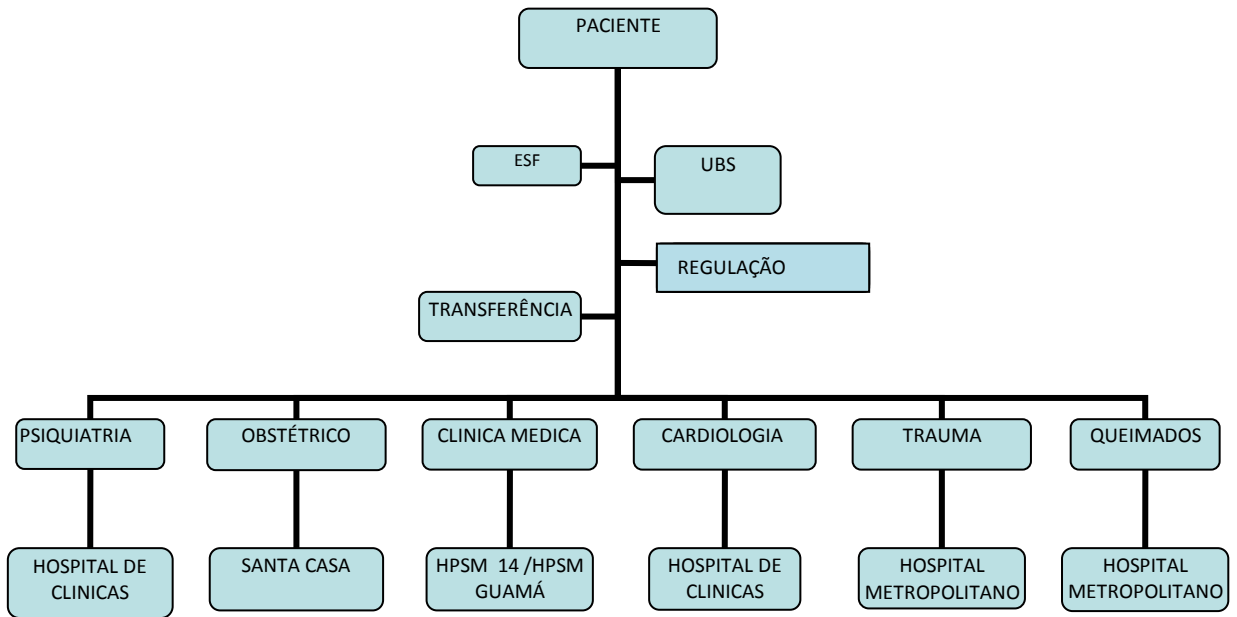 PACIENTE
ESF
UBS
REGULAÇÃO
TRANSFERÊNCIA
PSIQUIATRIA
OBSTÉTRICO
CLINICA MEDICA
CARDIOLOGIA
TRAUMA
QUEIMADOS
HOSPITAL DE
CLINICAS
SANTA CASA
HPSM 14 /HPSM
GUAMÁ
HOSPITAL DE
CLINICAS
HOSPITAL
METROPOLITANO
HOSPITAL
METROPOLITANO